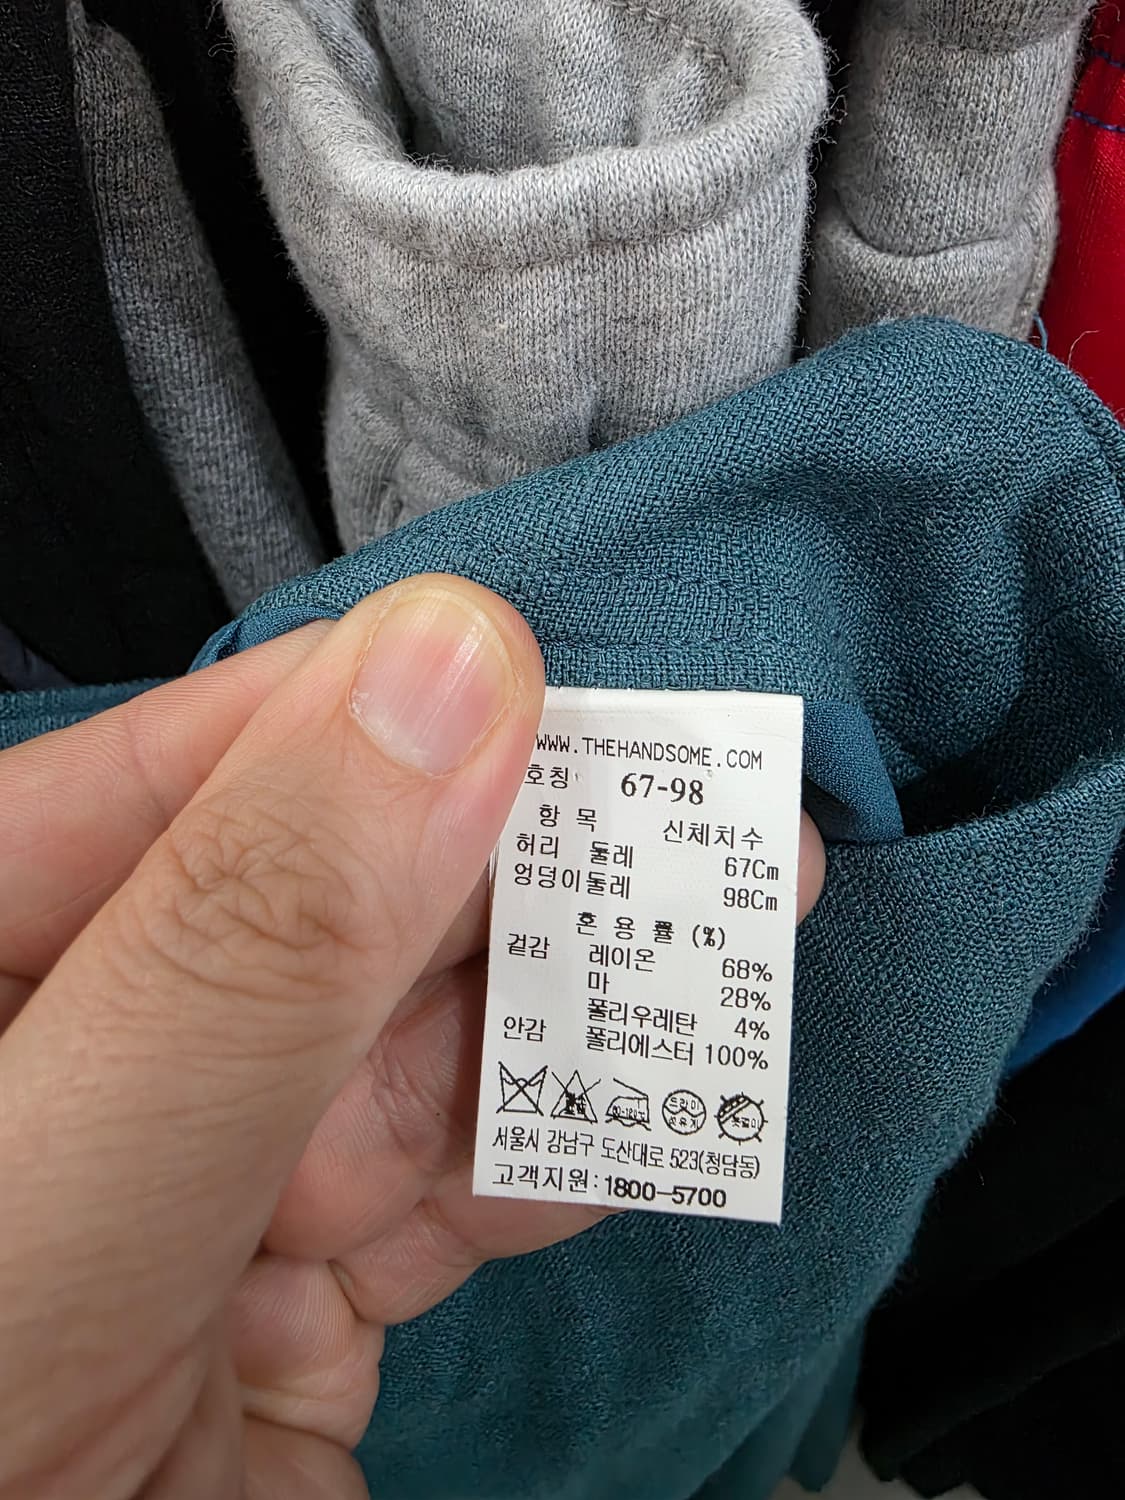 WWW.THEHANDSOME.COM
호칭 67-98
항 목 신체치수
허리 둘레 67Cm
엉덩이둘레 98Cm
혼 용 률 (%)
겉감 레이온 68%
마 28%
폴리우레탄 4%
안감 폴리에스터 100%
드라이
서울시 강남구 도산대로 523(청담동)
고객지원:1800-5700